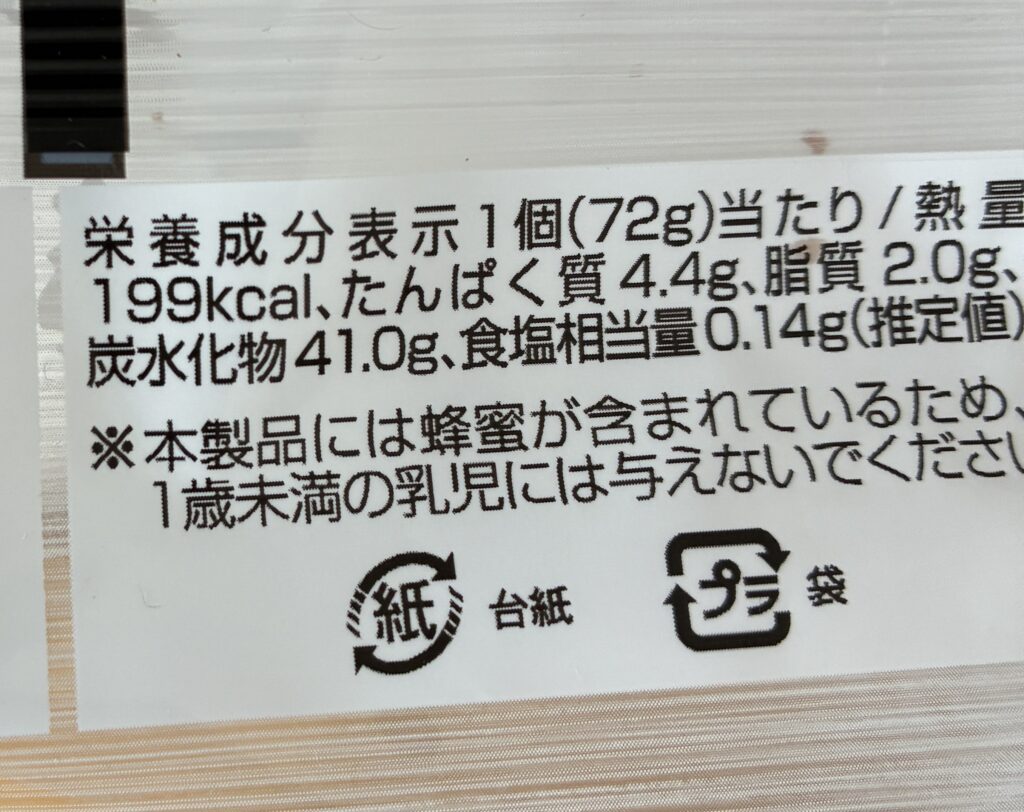 栄養成分表示1個(72g)当たり/熱量
199kcal、たんぱく質4.4g、脂質2.0g、
炭水化物41.0g、食塩相当量0.14g(推定値)
※本製品には蜂蜜が含まれているため、
1歳未満の乳児には与えないでください
紙 台紙 プラ 袋